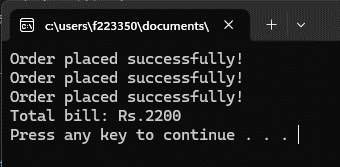 c:\users\f223350\documents\
Order placed successfully!
Order placed successfully!
Order placed successfully!
Total bill: Rs.2200
Press any key to continue . . .